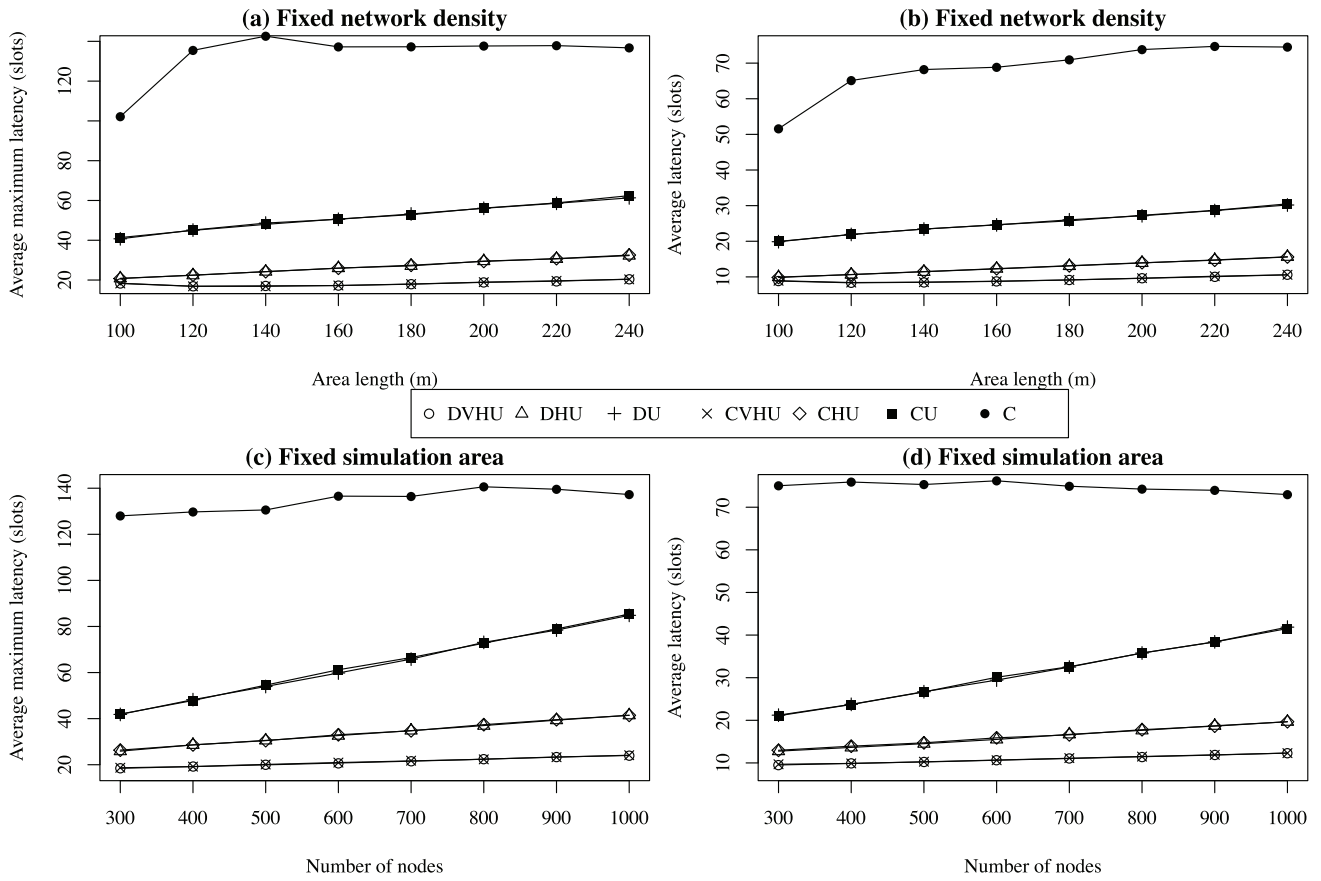 (a) Fixed network density
Average maximum latency (slots)
20 40 60 80 120
100 120 140 160 180 200 220 240
Area length (m)
(b) Fixed network density
Average latency (slots)
10 20 30 40 50 60 70
100 120 140 160 180 200 220 240
Area length (m)
DVHU DHU DU CVHU CHU CU C
(c) Fixed simulation area
Average maximum latency (slots)
20 40 60 80 100 120 140
300 400 500 600 700 800 900 1000
Number of nodes
(d) Fixed simulation area
Average latency (slots)
10 20 30 40 50 60 70
300 400 500 600 700 800 900 1000
Number of nodes